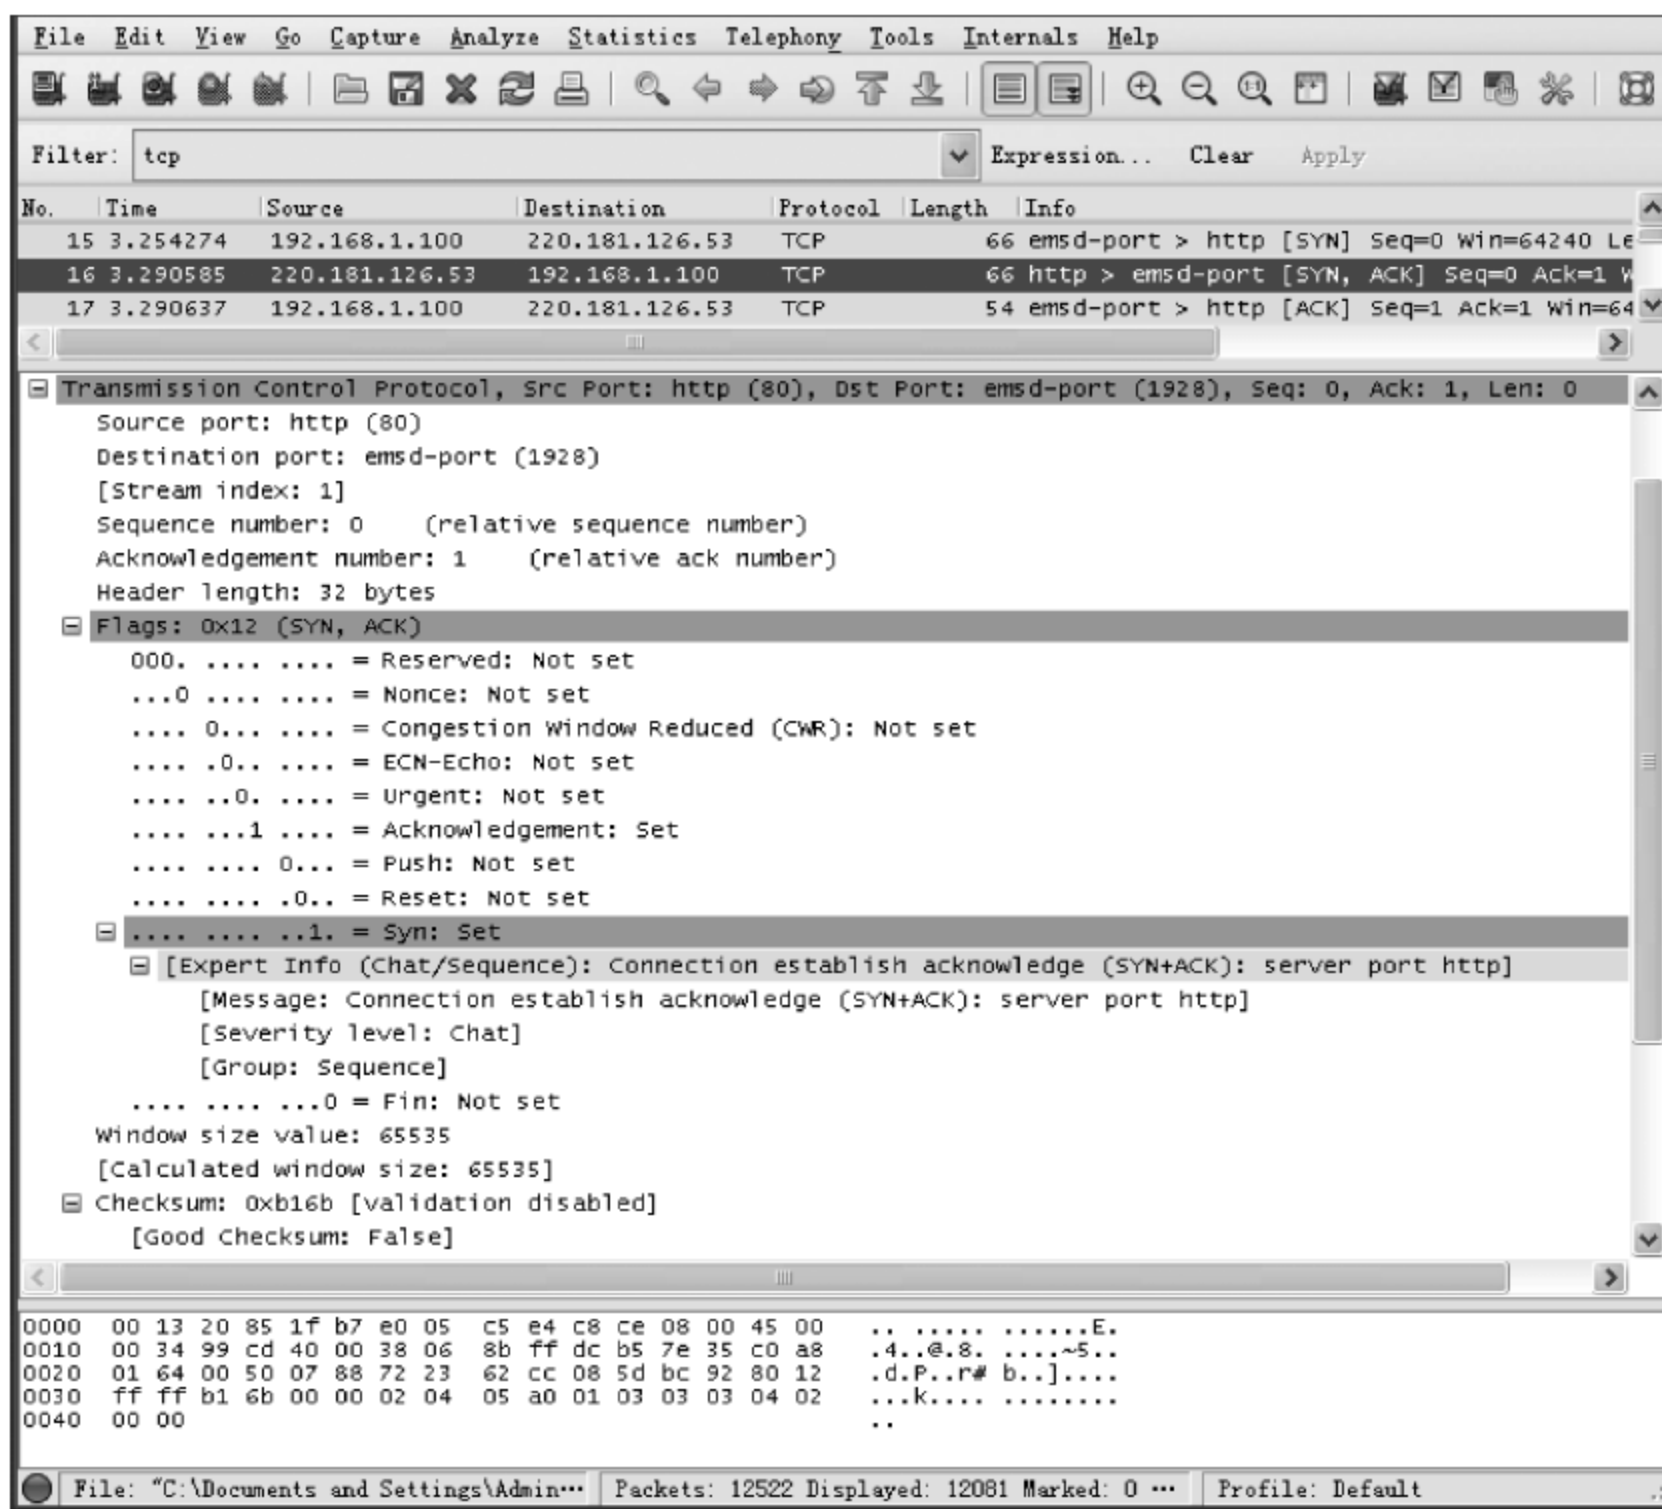 File Edit View Go Capture Analyze Statistics Telephony Tools Internals Help
Filter: tcp Expression... Clear Apply
No. Time Source Destination Protocol Length Info
15 3.254274 192.168.1.100 220.181.126.53 TCP 66 emsd-port > http [SYN] Seq=0 Win=64240 Le
16 3.290585 220.181.126.53 192.168.1.100 TCP 66 http > emsd-port [SYN, ACK] Seq=0 Ack=1 W
17 3.290637 192.168.1.100 220.181.126.53 TCP 54 emsd-port > http [ACK] Seq=1 Ack=1 Win=64
Transmission Control Protocol, Src Port: http (80), Dst Port: emsd-port (1928), Seq: 0, Ack: 1, Len: 0
Source port: http (80)
Destination port: emsd-port (1928)
[Stream index: 1]
Sequence number: 0 (relative sequence number)
Acknowledgement number: 1 (relative ack number)
Header length: 32 bytes
Flags: 0x12 (SYN, ACK)
000. .... .... = Reserved: Not set
...0 .... .... = Nonce: Not set
.... 0... .... = Congestion Window Reduced (CWR): Not set
.... .0.. .... = ECN-Echo: Not set
.... ..0. .... = Urgent: Not set
.... ...1 .... = Acknowledgement: Set
.... .... 0... = Push: Not set
.... .... .0.. = Reset: Not set
.... .... ..1. = Syn: Set
[Expert Info (Chat/Sequence): Connection establish acknowledge (SYN+ACK): server port http]
[Message: Connection establish acknowledge (SYN+ACK): server port http]
[Severity level: Chat]
[Group: Sequence]
.... .... ...0 = Fin: Not set
Window size value: 65535
[Calculated window size: 65535]
Checksum: 0xb16b [validation disabled]
[Good Checksum: False]
0000 00 13 20 85 1f b7 e0 05 c5 e4 c8 ce 08 00 45 00 .. ..... ......E.
0010 00 34 99 cd 40 00 38 06 8b ff dc b5 7e 35 c0 a8 .4..@.8. ....~5..
0020 01 64 00 50 07 88 72 23 62 cc 08 5d bc 92 80 12 .d.P..r# b..]....
0030 ff ff b1 6b 00 00 02 04 05 a0 01 03 03 03 04 02 ...k.... ........
0040 00 00 ..
File: "C:\Documents and Settings\Admin··· Packets: 12522 Displayed: 12081 Marked: 0 ··· Profile: Default